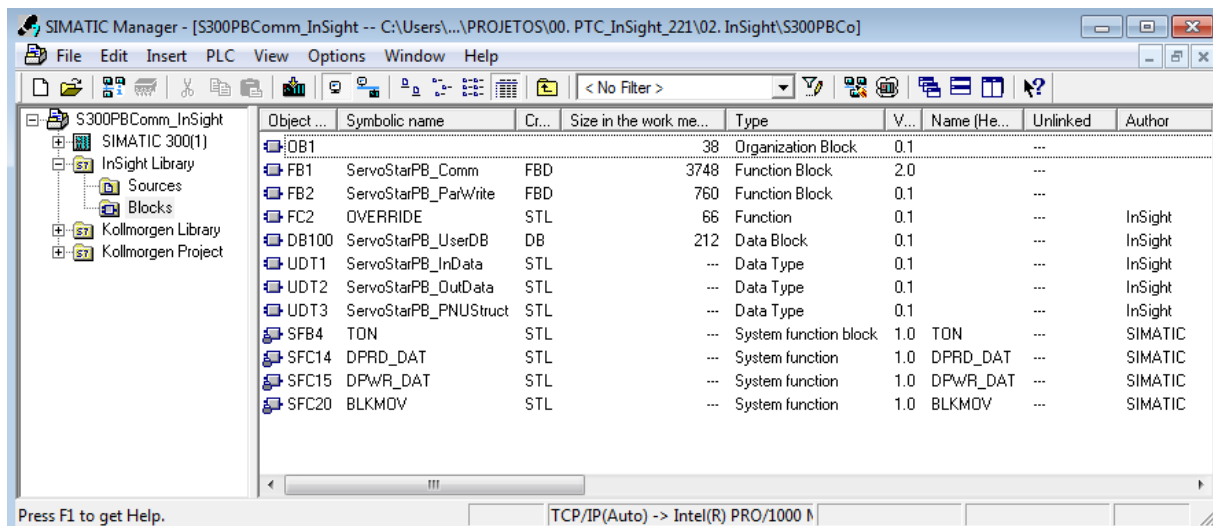 SIMATIC Manager - [S300PBComm_InSight -- C:\Users\...\PROJETOS\00. PTC_InSight_221\02. InSight\S300PBCo]
File Edit Insert PLC View Options Window Help
< No Filter >
S300PBComm_InSight
SIMATIC 300(1)
InSight Library
Sources
Blocks
Kollmorgen Library
Kollmorgen Project
Object ... Symbolic name Cr... Size in the work me... Type V... Name (He... Unlinked Author
OB1 38 Organization Block 0.1 ---
FB1 ServoStarPB_Comm FBD 3748 Function Block 2.0 ---
FB2 ServoStarPB_ParWrite FBD 760 Function Block 0.1 ---
FC2 OVERRIDE STL 66 Function 0.1 --- InSight
DB100 ServoStarPB_UserDB DB 212 Data Block 0.1 --- InSight
UDT1 ServoStarPB_InData STL --- Data Type 0.1 --- InSight
UDT2 ServoStarPB_OutData STL --- Data Type 0.1 --- InSight
UDT3 ServoStarPB_PNUStruct STL --- Data Type 0.1 --- InSight
SFB4 TON STL --- System function block 1.0 TON --- SIMATIC
SFC14 DPRD_DAT STL --- System function 1.0 DPRD_DAT --- SIMATIC
SFC15 DPWR_DAT STL --- System function 1.0 DPWR_DAT --- SIMATIC
SFC20 BLKMOV STL --- System function 1.0 BLKMOV --- SIMATIC
Press F1 to get Help. TCP/IP(Auto) -> Intel(R) PRO/1000 M